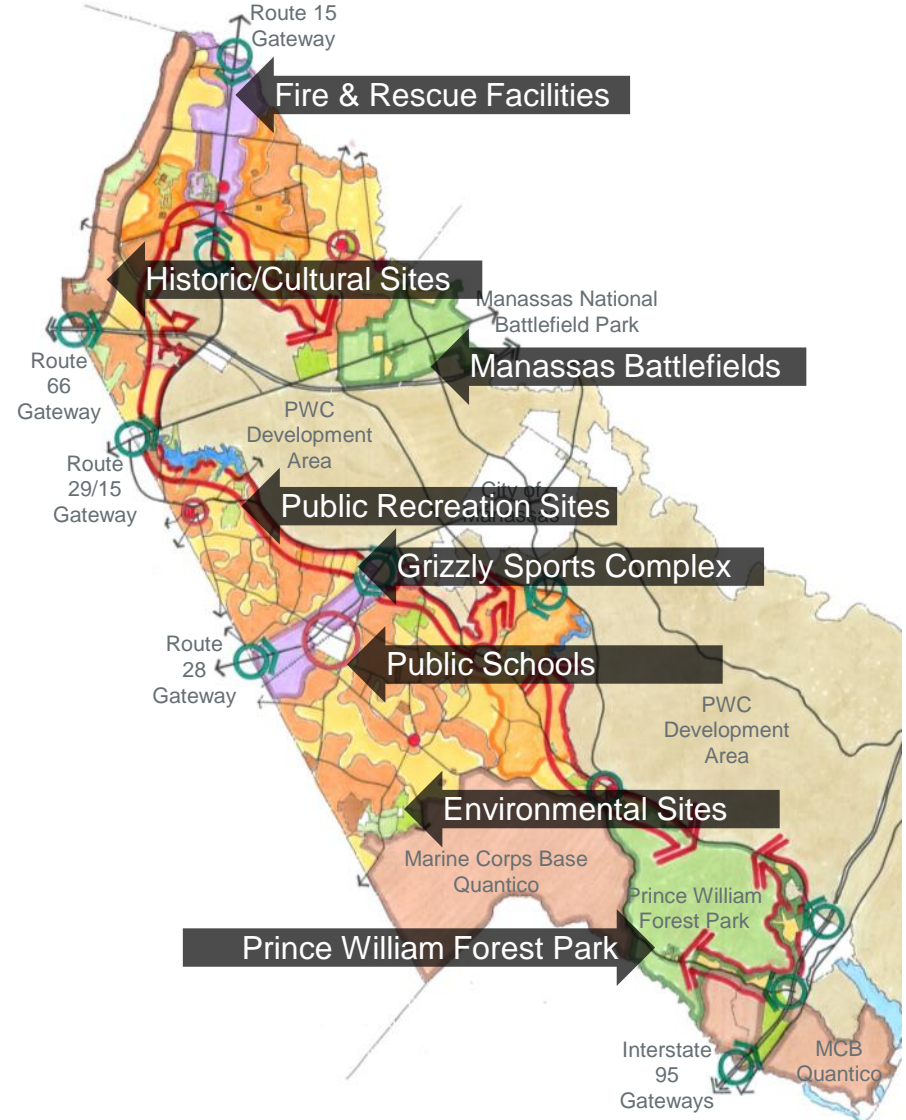 Route 15
Gateway
Fire & Rescue Facilities
Historic/Cultural Sites
Manassas National
Battlefield Park
Route
66
Gateway
Manassas Battlefields
PWC
Development
Area
Route
29/15
Gateway
City of
Manassas
Public Recreation Sites
Grizzly Sports Complex
Route
28
Gateway
Public Schools
PWC
Development
Area
Environmental Sites
Marine Corps Base
Quantico
Prince William
Forest Park
Prince William Forest Park
Interstate
95
Gateways
MCB
Quantico